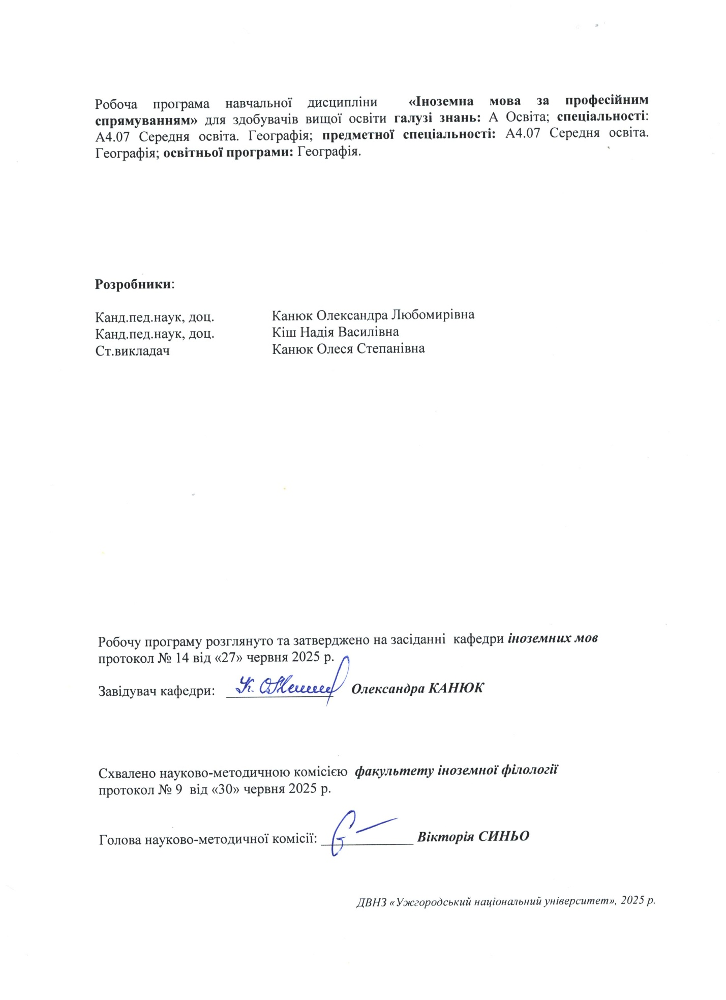 Робоча програма навчальної дисципліни «Іноземна мова за професійним
спрямуванням» для здобувачів вищої освіти галузі знань: А Освіта; спеціальності:
А4.07 Середня освіта. Географія; предметної спеціальності: А4.07 Середня освіта.
Географія; освітньої програми: Географія.
Розробники:
Канд.пед.наук, доц. Канюк Олександра Любомирівна
Канд.пед.наук, доц. Кіш Надія Василівна
Ст.викладач Канюк Олеся Степанівна
Робочу програму розглянуто та затверджено на засіданні кафедри іноземних мов
протокол № 14 від «27» червня 2025 р.
Завідувач кафедри: Олександра КАНЮК
Схвалено науково-методичною комісією факультету іноземної філології
протокол № 9 від «30» червня 2025 р.
Голова науково-методичної комісії: Вікторія СИНЬО
ДВНЗ «Ужгородський національний університет», 2025 р.